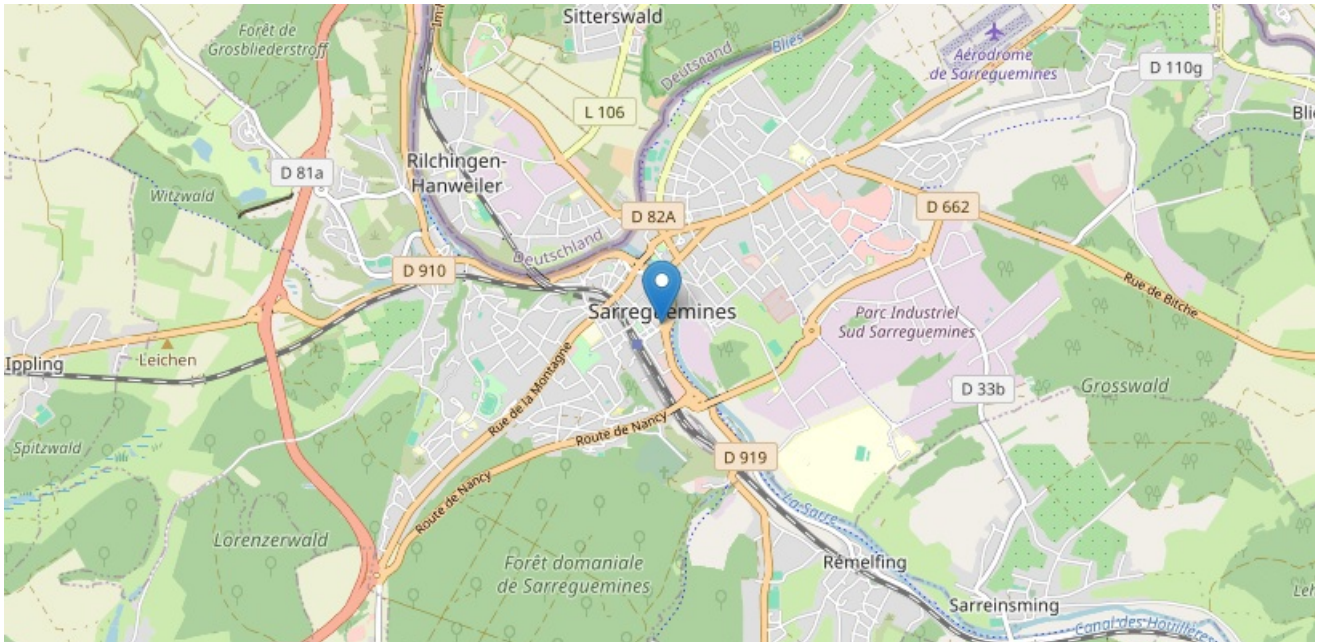 Sitterswald
Forêt de
Grosbliederstroff
Deutschland
Blies
Aérodrome
de Sarreguemines
D 110g
L 106
Rilchingen-
Hanweiler
D 81a
Witzwald
D 82A
D 662
Deutschland
D 910
Rue de Bitche
Sarreguemines
Parc Industriel
Sud Sarreguemines
Leichen
Ippling
Rue de la Montagne
D 33b
Grosswald
Route de Nancy
Spitzwald
D 919
Route de Nancy
La Sarre
Lorenzerwald
Forêt domaniale
de Sarreguemines
Rémelfing
Sarreinsming
Canal des Houillères